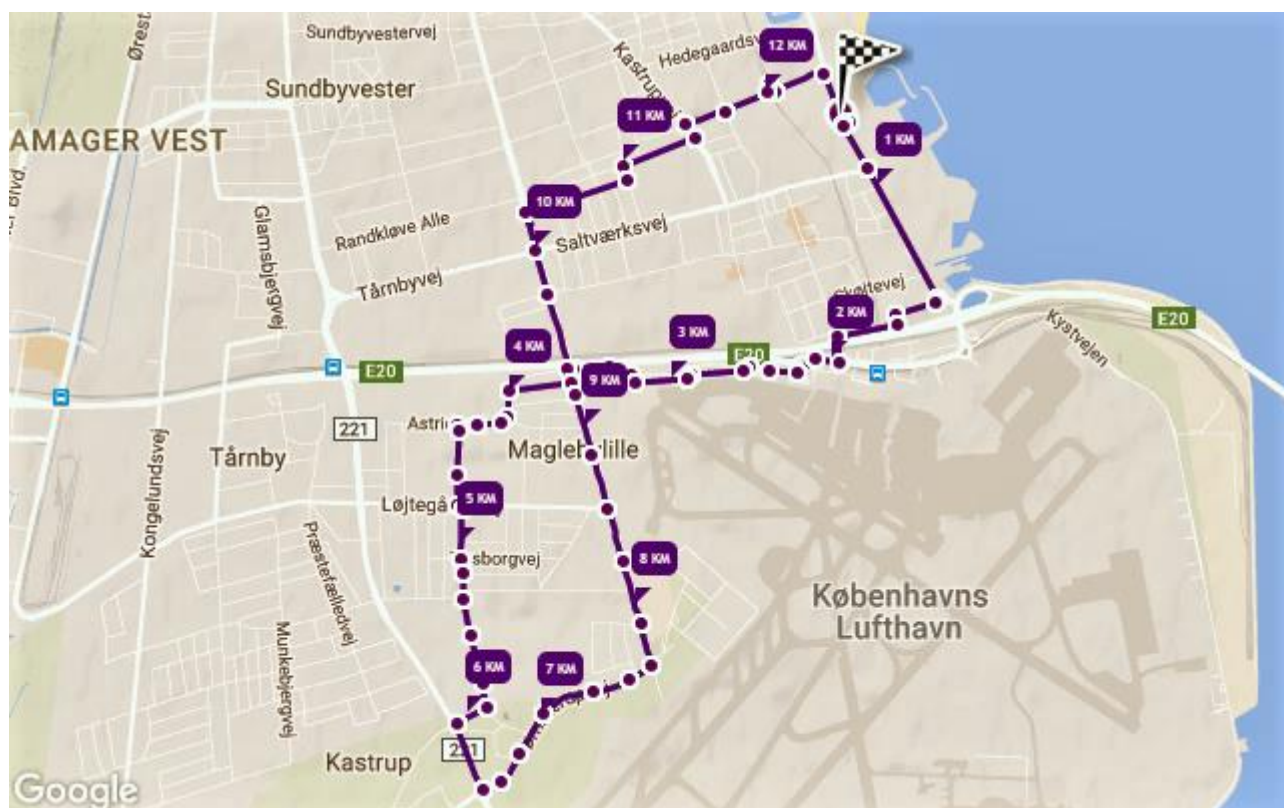 Sundbyvestervej
Hedegaardsv
12 KM
Kastrupvej
Sundbyvester
11 KM
AMAGER VEST
1 KM
Glamsbjergvej
10 KM
Randkløve Alle
Saltværksvej
Tårnbyvej
2 KM
E20
Kystvejen
3 KM
4 KM
E20
E20
9 KM
221
Tårnby
Maglebylille
Kongelundsvej
Løjtegå
5 KM
Præstefælledvej
sborgvej
8 KM
Københavns
Lufthavn
Munkebjergvej
6 KM
7 KM
221
Kastrup
Google